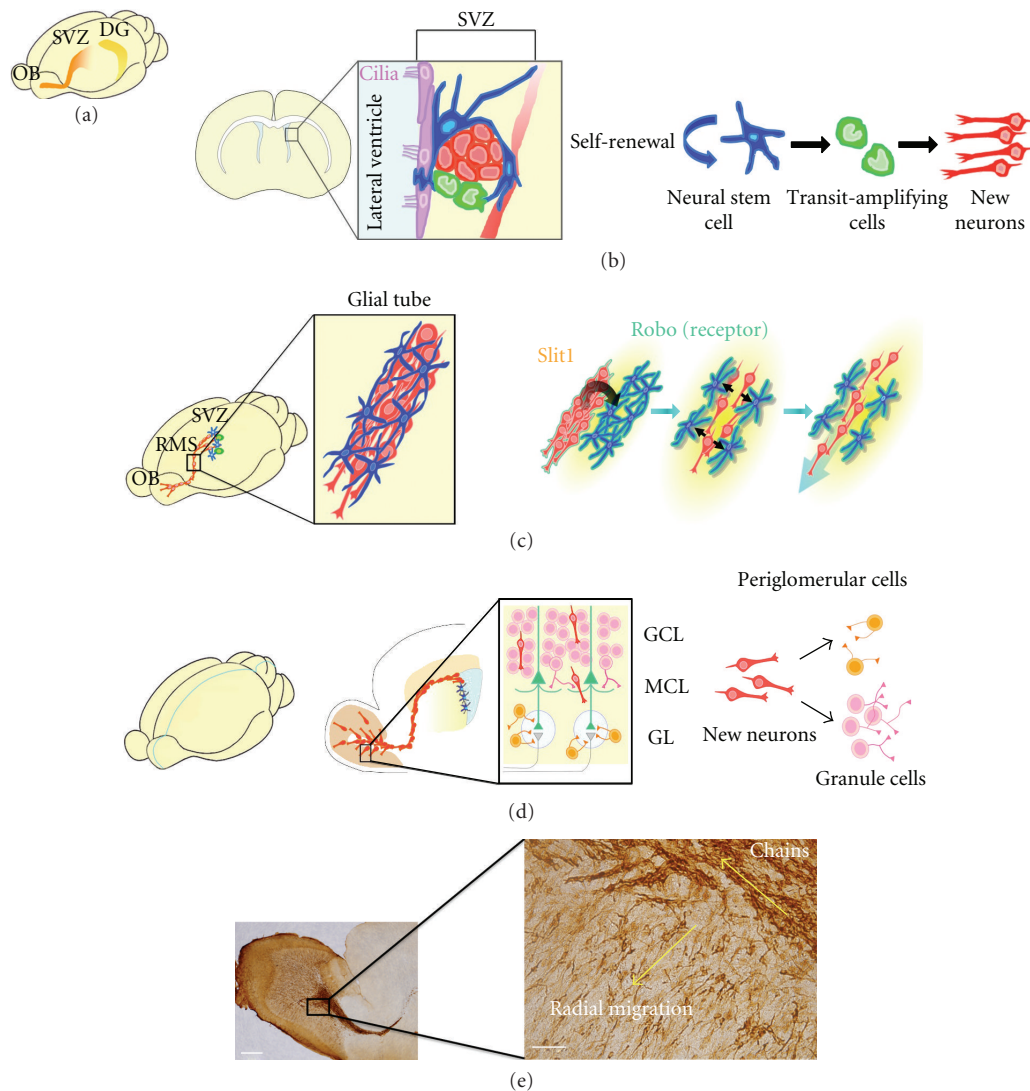 SVZ
DG
OB
(a)
SVZ
Cilia
Lateral ventricle
Self-renewal
Neural stem
cell
Transit-amplifying
cells
New
neurons
(b)
Glial tube
SVZ
RMS
OB
Robo (receptor)
Slit1
(c)
GCL
MCL
GL
Periglomerular cells
New neurons
Granule cells
(d)
Chains
Radial migration
(e)